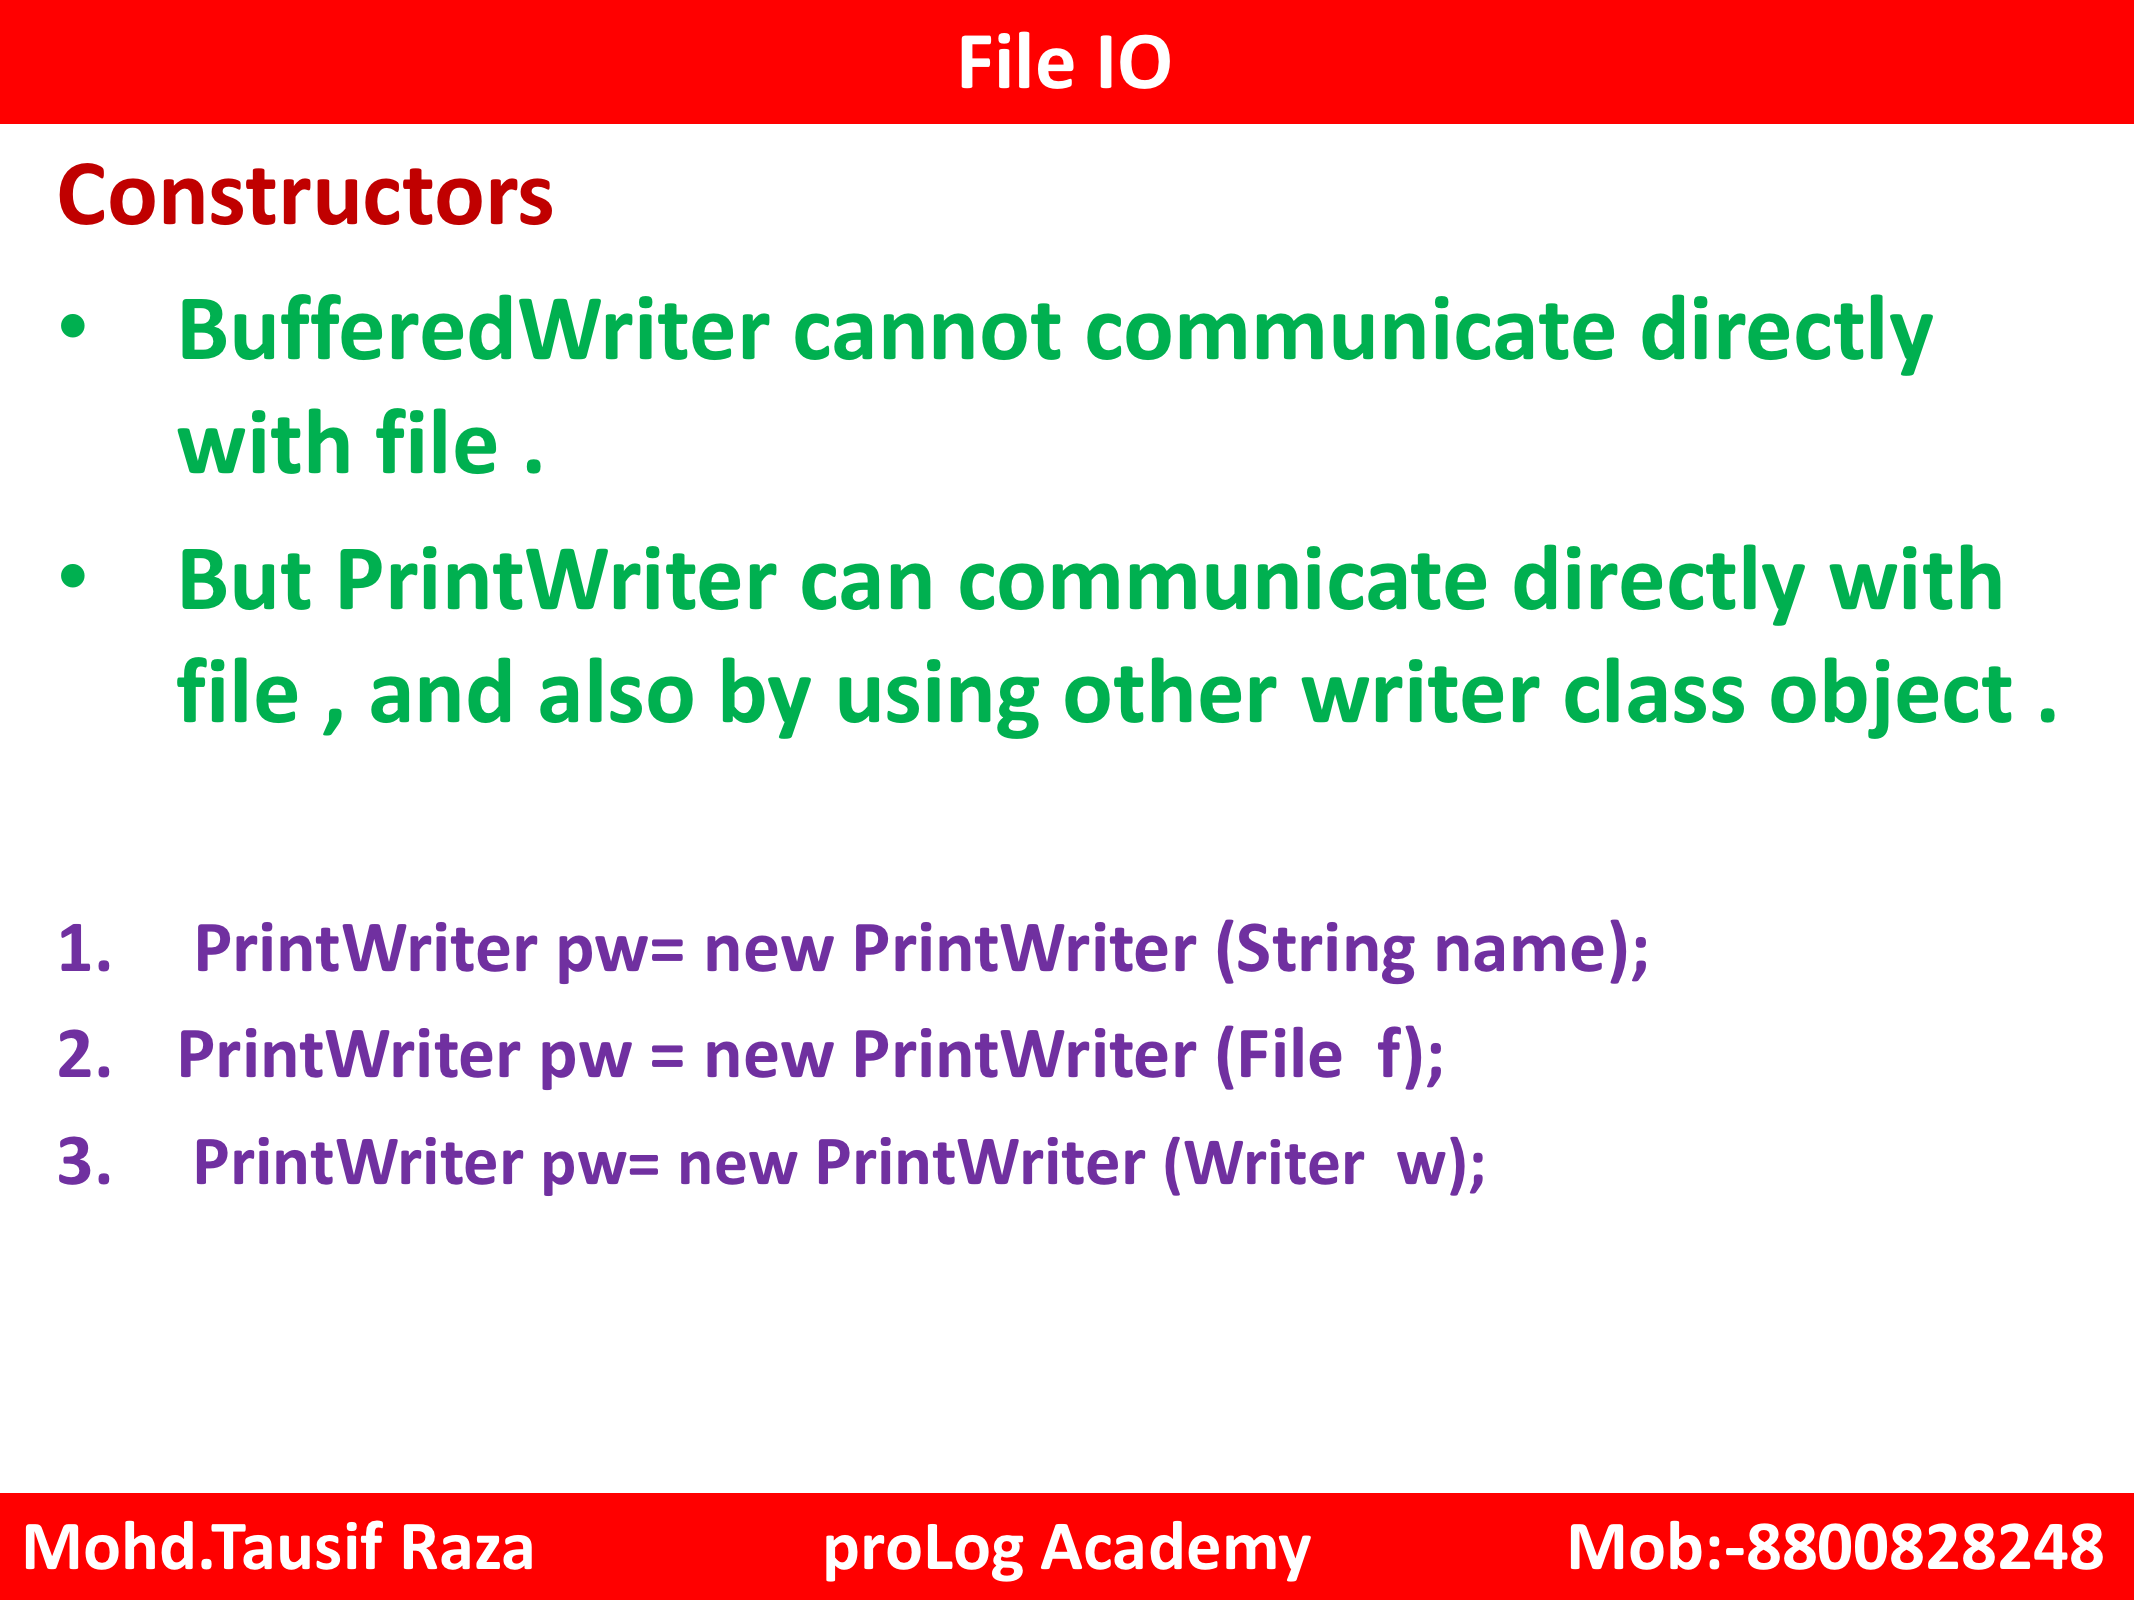 File IO
Constructors
• BufferedWriter cannot communicate directly
with file .
• But PrintWriter can communicate directly with
file , and also by using other writer class object .
1. PrintWriter pw= new PrintWriter (String name);
2. PrintWriter pw = new PrintWriter (File  f);
3. PrintWriter pw= new PrintWriter (Writer  w);
Mohd.Tausif Raza proLog Academy Mob:-8800828248